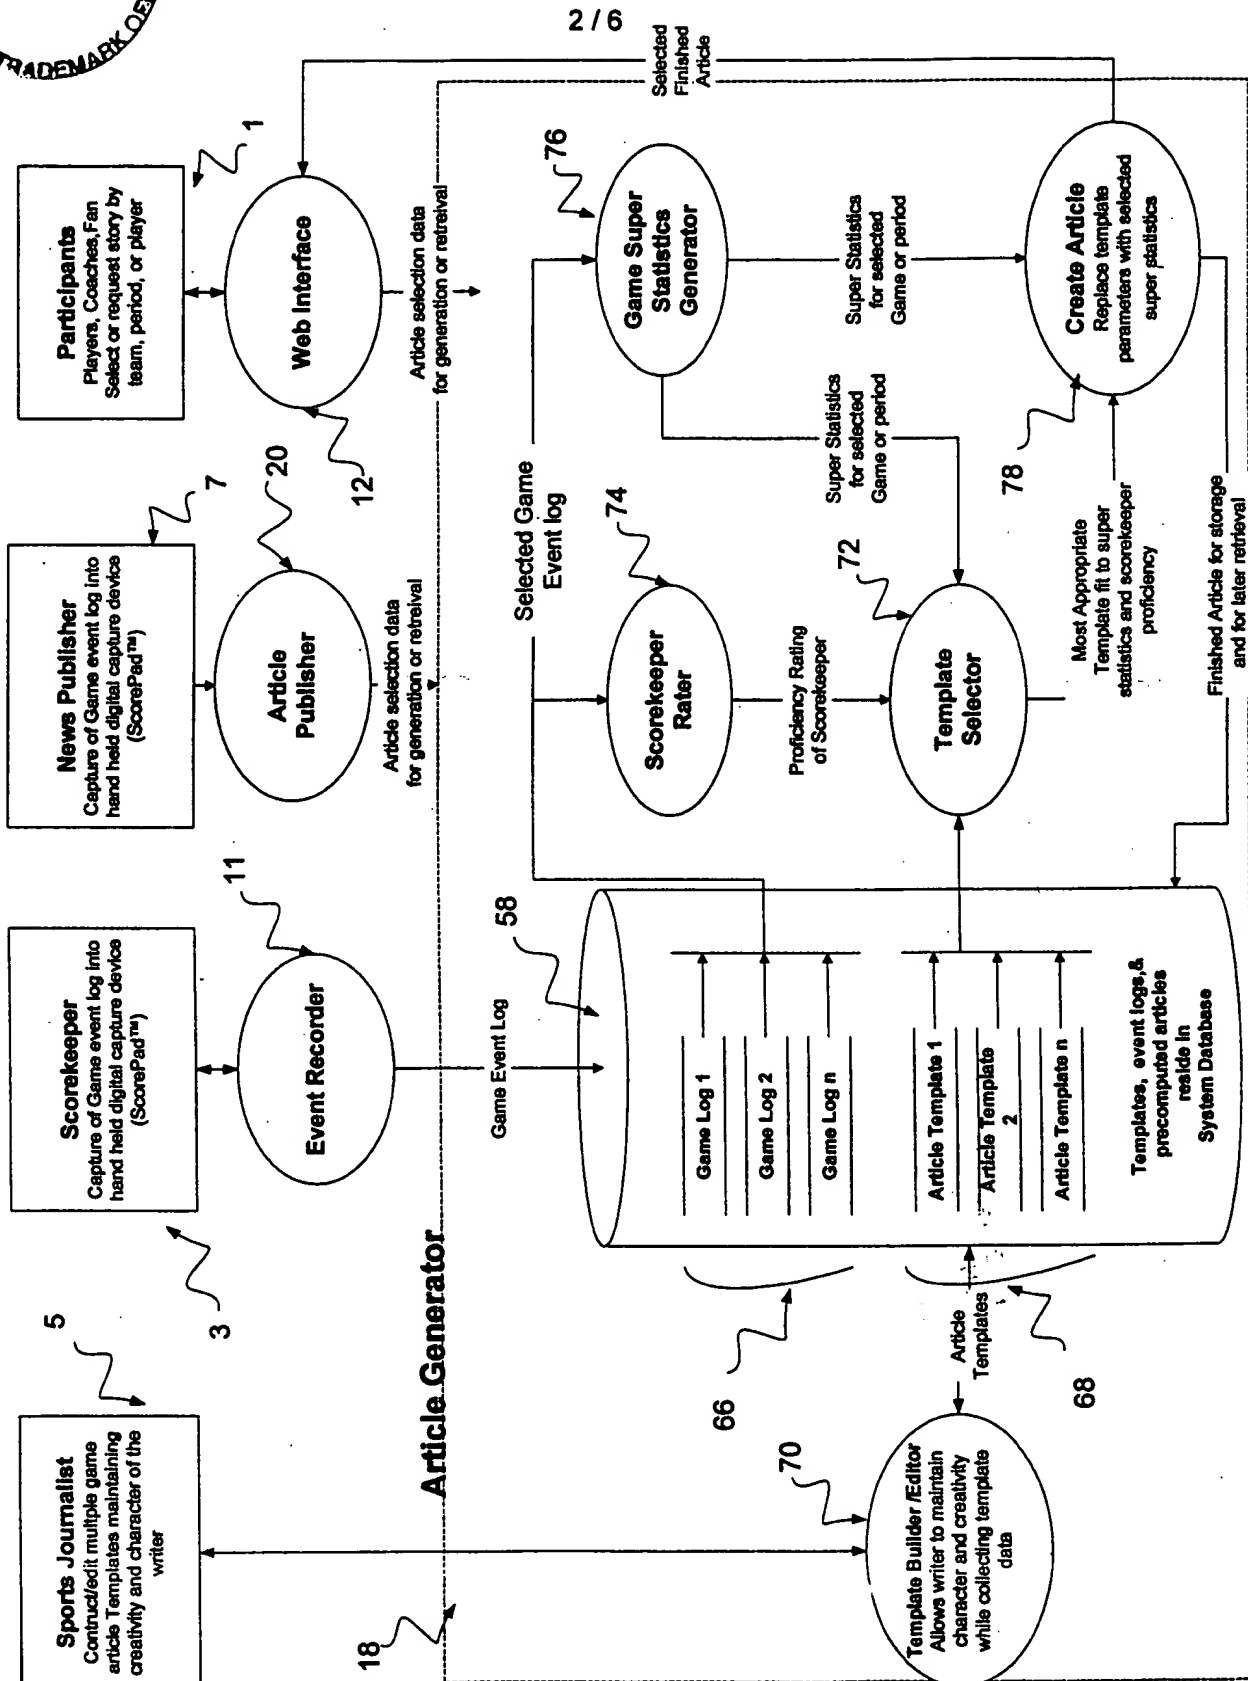 2 / 6
TRADEMARK OF
Sports Journalist
Contruct/edit multple game
article Templates maintaining
creativity and character of the
writer
5
Scorekeeper
Capture of Game event log into
hand held digital capture device
(ScorePad™)
3
Event Recorder
11
News Publisher
Capture of Game event log into
hand held digital capture device
(ScorePad™)
7
Article
Publisher
20
Participants
Players, Coaches,Fan
Select or request story by
team, period, or player
1
Web Interface
12
Article Generator
18
Game Event Log
Article selection data
for generation or retreival
Article selection data
for generation or retreival
Selected
Finished
Article
58
Game Log 1
Game Log 2
Game Log n
66
Article Template 1
Article Template
2
Article Template n
68
Templates, event logs,&
precomputed articles
reside in
System Database
Article
Templates
70
Template Builder /Editor
Allows writer to maintain
character and creativity
while collecting template
data
Selected Game
Event log
Scorekeeper
Rater
74
Proficiency Rating
of Scorekeeper
Game Super
Statistics
Generator
76
Super Statistics
for selected
Game or period
Super Statistics
for selected
Game or period
Template
Selector
72
Most Appropriate
Template fit to super
statistics and scorekeeper
proficiency
Create Article
Replace template
parameters with selected
super statistics
78
Finished Article for storage
and for later retrieval